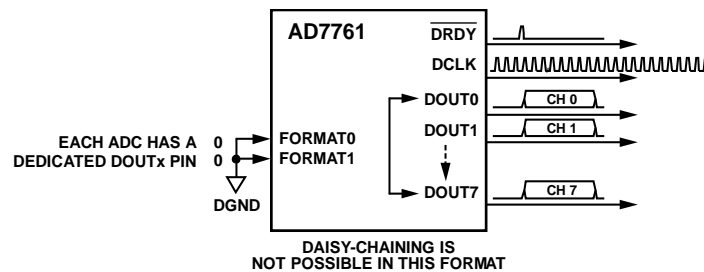 AD7761
DRDY
DCLK
DOUT0
CH 0
EACH ADC HAS A 0
FORMAT0
DOUT1
CH 1
DEDICATED DOUTx PIN 0
FORMAT1
DGND
DOUT7
CH 7
DAISY-CHAINING IS
NOT POSSIBLE IN THIS FORMAT